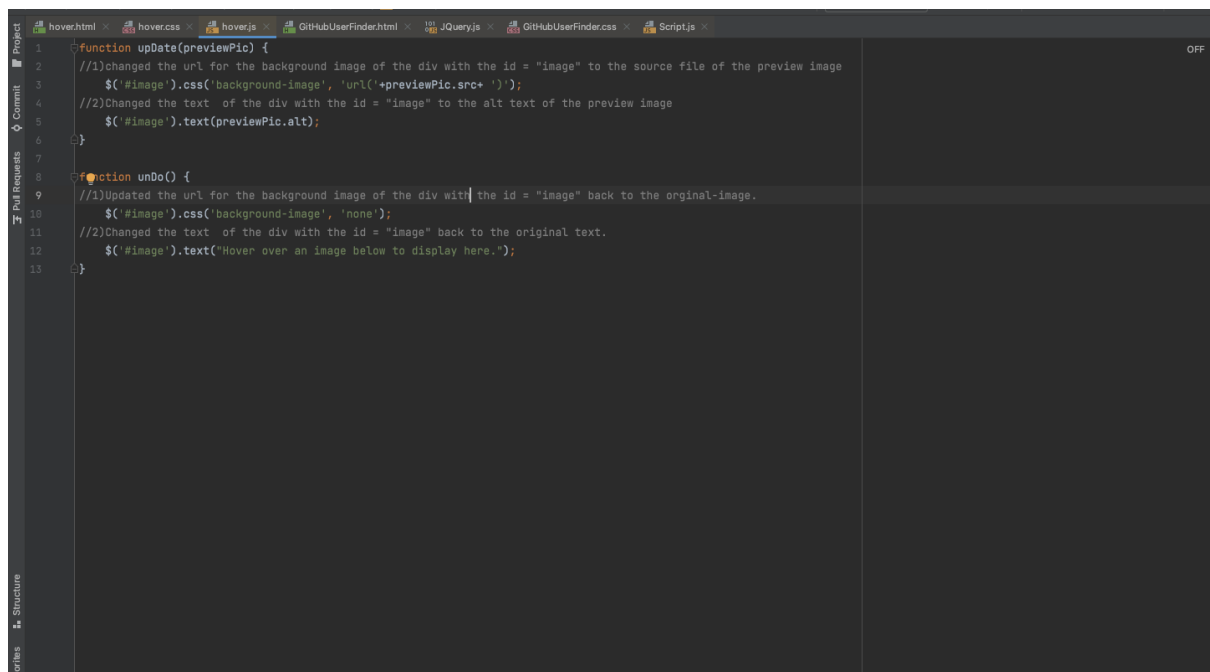 hover.html × hover.css × hover.js × GitHubUserFinder.html × JQuery.js × GitHubUserFinder.css × Script.js ×
OFF
Project
Commit
Pull Requests
Structure
1 function upDate(previewPic) {
2 //1)changed the url for the background image of the div with the id = "image" to the source file of the preview image
3 $('#image').css('background-image', 'url('+previewPic.src+ ')');
4 //2)Changed the text  of the div with the id = "image" to the alt text of the preview image
5 $('#image').text(previewPic.alt);
6 }
7
8 function unDo() {
9 //1)Updated the url for the background image of the div with the id = "image" back to the orginal-image.
10 $('#image').css('background-image', 'none');
11 //2)Changed the text  of the div with the id = "image" back to the original text.
12 $('#image').text("Hover over an image below to display here.");
13 }